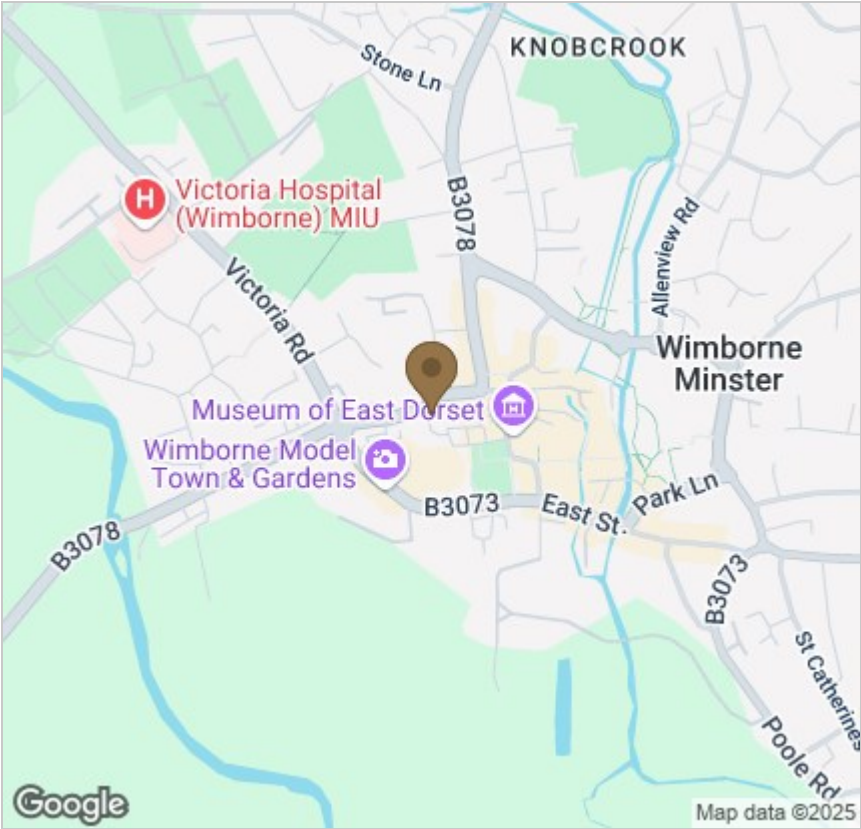 KNOBCROOK
Stone Ln
H
Victoria Hospital
(Wimborne) MIU
B3078
Allenview Rd
Victoria Rd
Wimborne
Minster
Museum of East Dorset
Wimborne Model
Town & Gardens
Park Ln
B3073
East St.
B3078
B3073
St Catherines
Poole Rd
Google
Map data ©2025